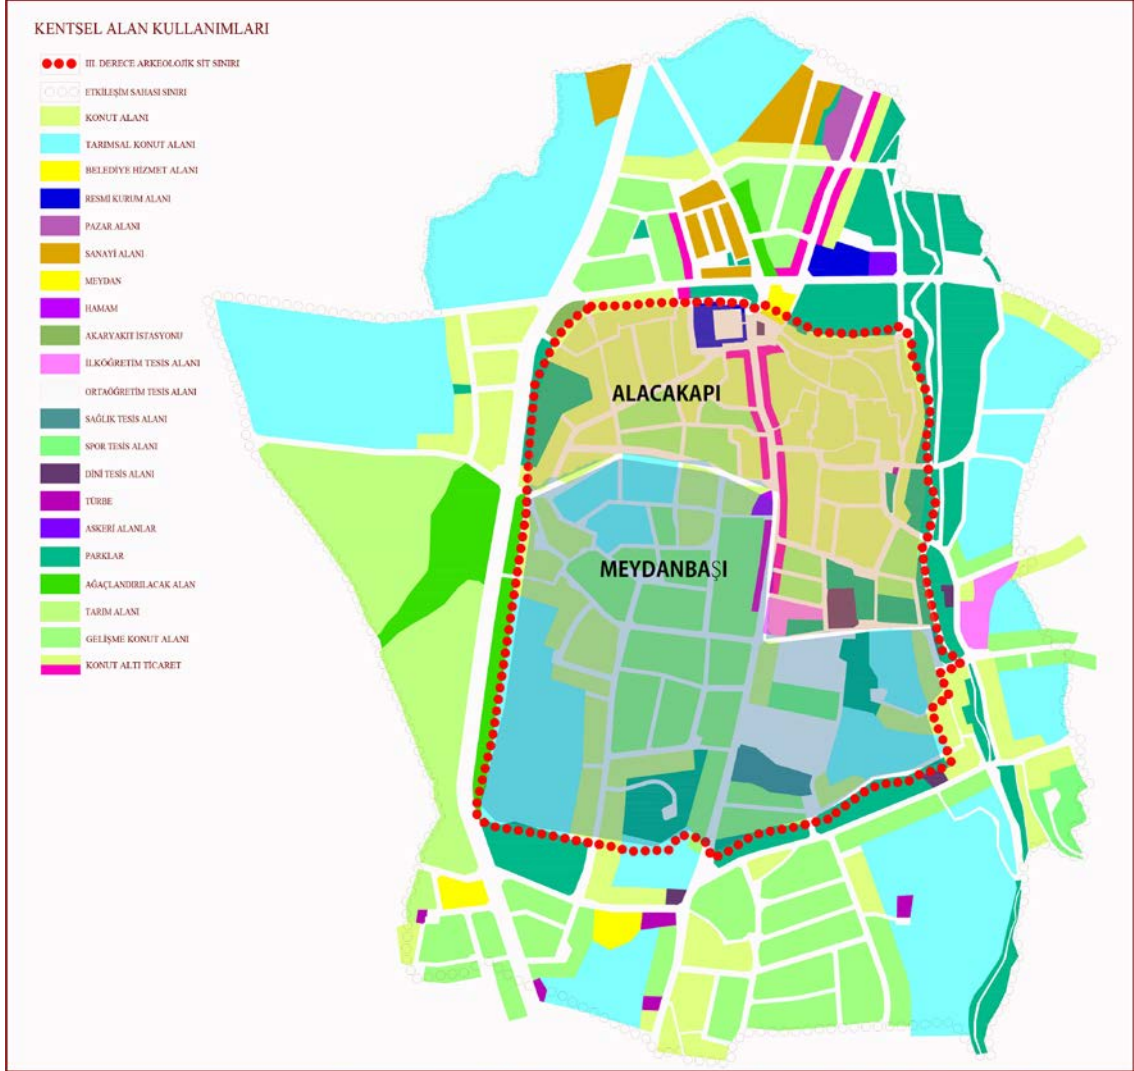 KENTSEL ALAN KULLANIMLARI
III. DERECE ARKEOLOJİK SİT SINIRI
ETKİLEŞİM SAHASI SINIRI
KONUT ALANI
TARIMSAL KONUT ALANI
BELEDİYE HİZMET ALANI
RESMİ KURUM ALANI
PAZAR ALANI
SANAYİ ALANI
MEYDAN
HAMAM
AKARYAKIT İSTASYONU
İLKÖĞRETİM TESİS ALANI
ORTAÖĞRETİM TESİS ALANI
SAĞLIK TESİS ALANI
SPOR TESİS ALANI
DİNİ TESİS ALANI
TÜRBE
ASKERİ ALANLAR
PARKLAR
AĞAÇLANDIRILACAK ALAN
TARIM ALANI
GELİŞME KONUT ALANI
KONUT ALTI TİCARET
ALACAKAPI
MEYDANBAŞI